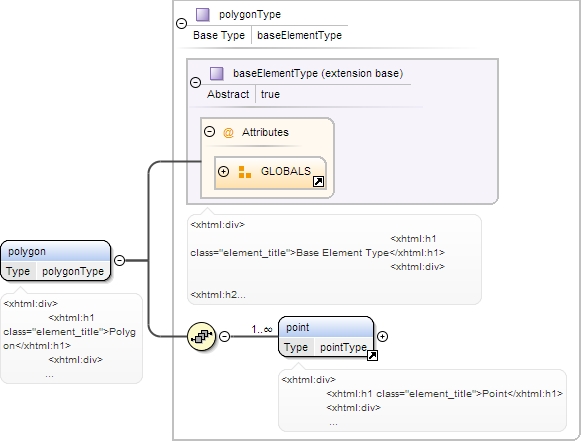 polygonType
Base Type baseElementType
baseElementType (extension base)
Abstract true
@ Attributes
GLOBALS
<xhtml:div>
<xhtml:h1
class="element_title">Base Element Type</xhtml:h1>
<xhtml:div>
<xhtml:h2...
polygon
Type polygonType
<xhtml:div>
<xhtml:h1
class="element_title">Polyg
on</xhtml:h1>
<xhtml:div>
...
1..∞
point
Type pointType
<xhtml:div>
<xhtml:h1 class="element_title">Point</xhtml:h1>
<xhtml:div>
...